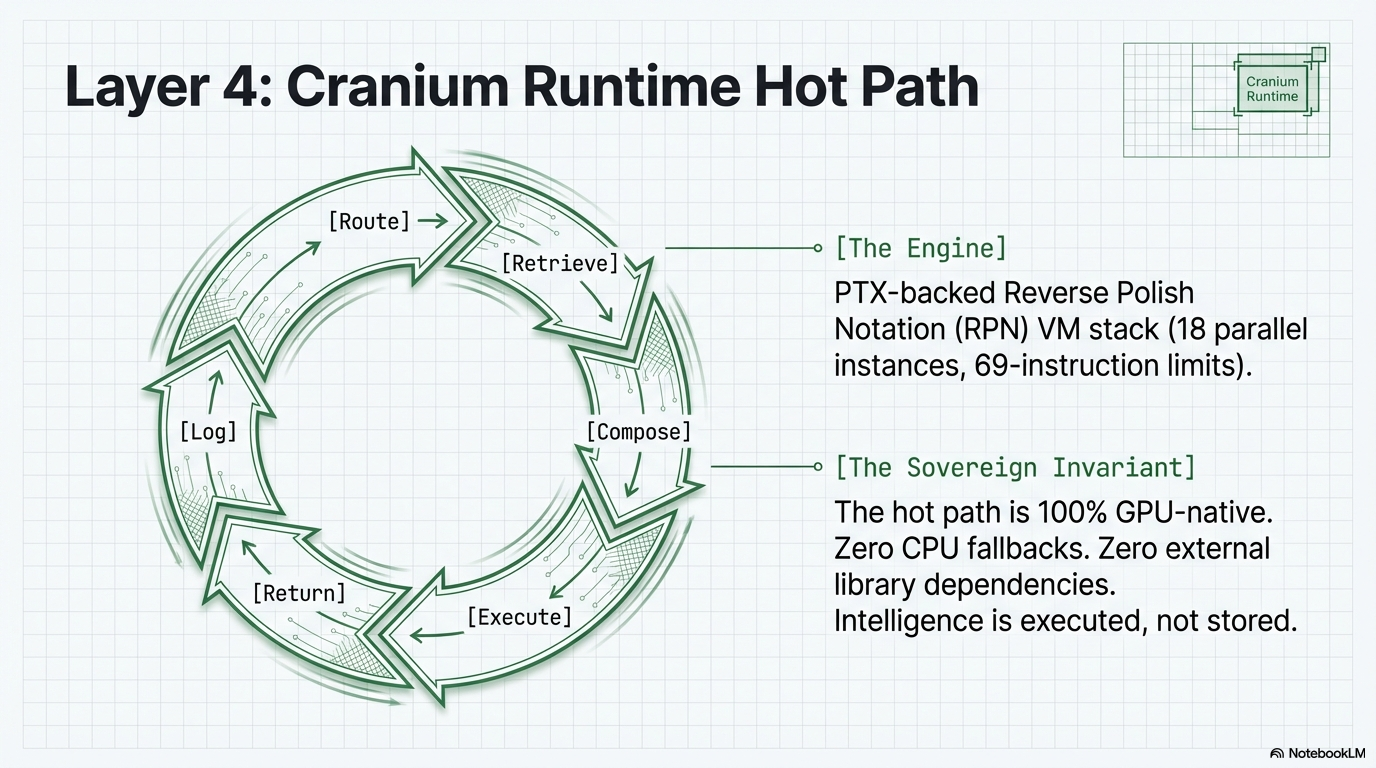 Layer 4: Cranium Runtime Hot Path
Cranium
Runtime
[Route]
[Retrieve]
[Compose]
[Execute]
[Return]
[Log]
[The Engine]
PTX-backed Reverse Polish
Notation (RPN) VM stack (18 parallel
instances, 69-instruction limits).
[The Sovereign Invariant]
The hot path is 100% GPU-native.
Zero CPU fallbacks. Zero external
library dependencies.
Intelligence is executed, not stored.
NotebookLM